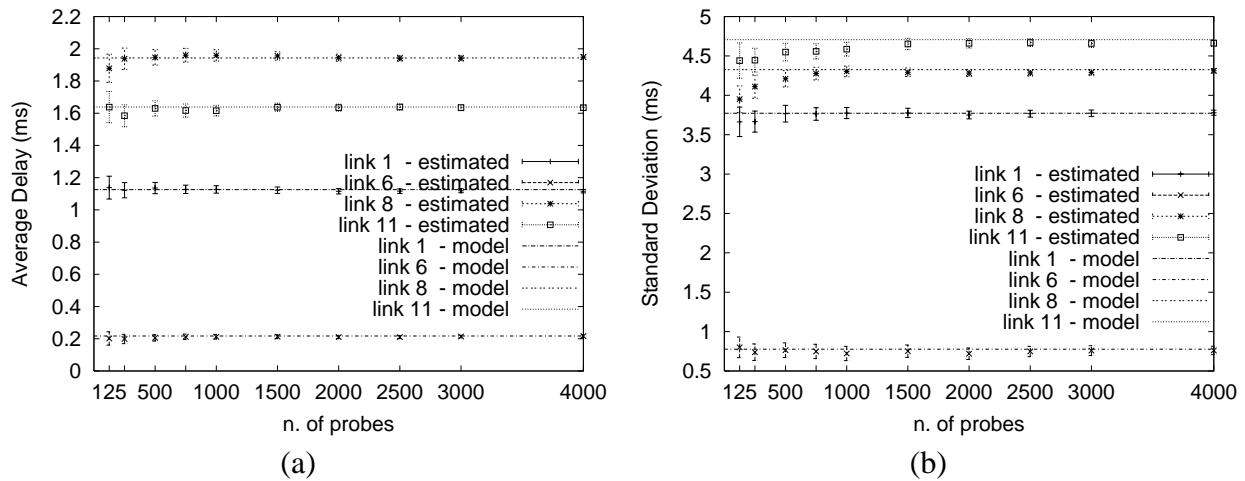 Average Delay (ms)
2.2
2
1.8
1.6
1.4
1.2
1
0.8
0.6
0.4
0.2
0
125 500 1000 1500 2000 2500 3000 4000
n. of probes
link 1 - estimated
link 6 - estimated
link 8 - estimated
link 11 - estimated
link 1 - model
link 6 - model
link 8 - model
link 11 - model
(a)
Standard Deviation (ms)
5
4.5
4
3.5
3
2.5
2
1.5
1
0.5
125 500 1000 1500 2000 2500 3000 4000
n. of probes
link 1 - estimated
link 6 - estimated
link 8 - estimated
link 11 - estimated
link 1 - model
link 6 - model
link 8 - model
link 11 - model
(b)